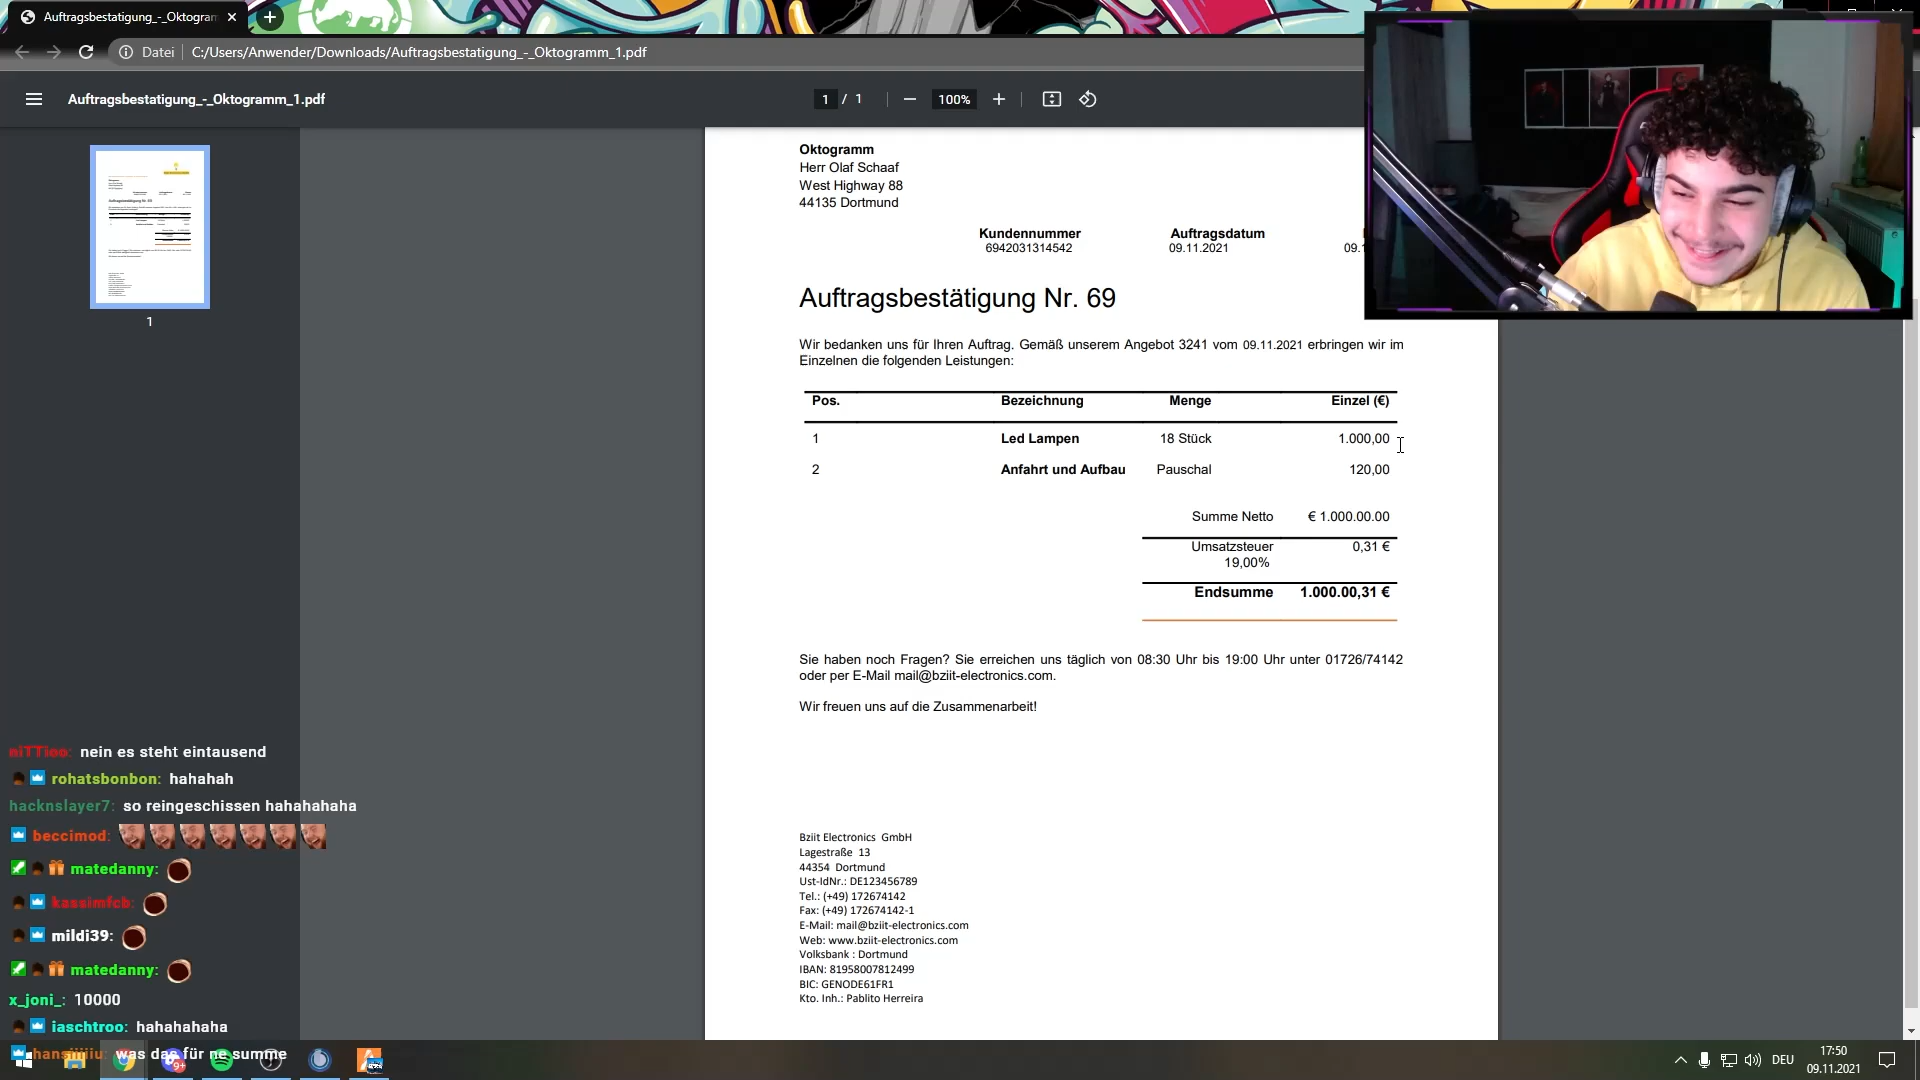 Auftragsbestatigung_-_Oktogram
Datei
C:/Users/Anwender/Downloads/Auftragsbestatigung_-_Oktogramm_1.pdf
Auftragsbestatigung_-_Oktogramm_1.pdf
1 / 1
100%
1
Oktogramm
Herr Olaf Schaaf
West Highway 88
44135 Dortmund
Kundennummer Auftragsdatum
6942031314542 09.11.2021 09.1
Auftragsbestätigung Nr. 69
Wir bedanken uns für Ihren Auftrag. Gemäß unserem Angebot 3241 vom 09.11.2021 erbringen wir im
Einzelnen die folgenden Leistungen:
Pos. Bezeichnung Menge Einzel (€)
1 Led Lampen 18 Stück 1.000,00
2 Anfahrt und Aufbau Pauschal 120,00
Summe Netto € 1.000.00.00
Umsatzsteuer 0,31 €
19,00%
Endsumme 1.000.00,31 €
Sie haben noch Fragen? Sie erreichen uns täglich von 08:30 Uhr bis 19:00 Uhr unter 01726/74142
oder per E-Mail mail@bziit-electronics.com.
Wir freuen uns auf die Zusammenarbeit!
Bziit Electronics GmbH
Lagestraße 13
44354 Dortmund
Ust-IdNr.: DE123456789
Tel.: (+49) 172674142
Fax: (+49) 172674142-1
E-Mail: mail@bziit-electronics.com
Web: www.bziit-electronics.com
Volksbank : Dortmund
IBAN: 81958007812499
BIC: GENODE61FR1
Kto. Inh.: Pablito Herreira
niTTioo: nein es steht eintausend
rohatsbonbon: hahahah
hacknslayer7: so reingeschissen hahahahaha
beccimod:
matedanny:
kassimfcb:
mildi39:
matedanny:
x_joni_: 10000
iaschtroo: hahahahaha
hansiiiiiu: was das für ne summe
9+
DEU
17:50
09.11.2021